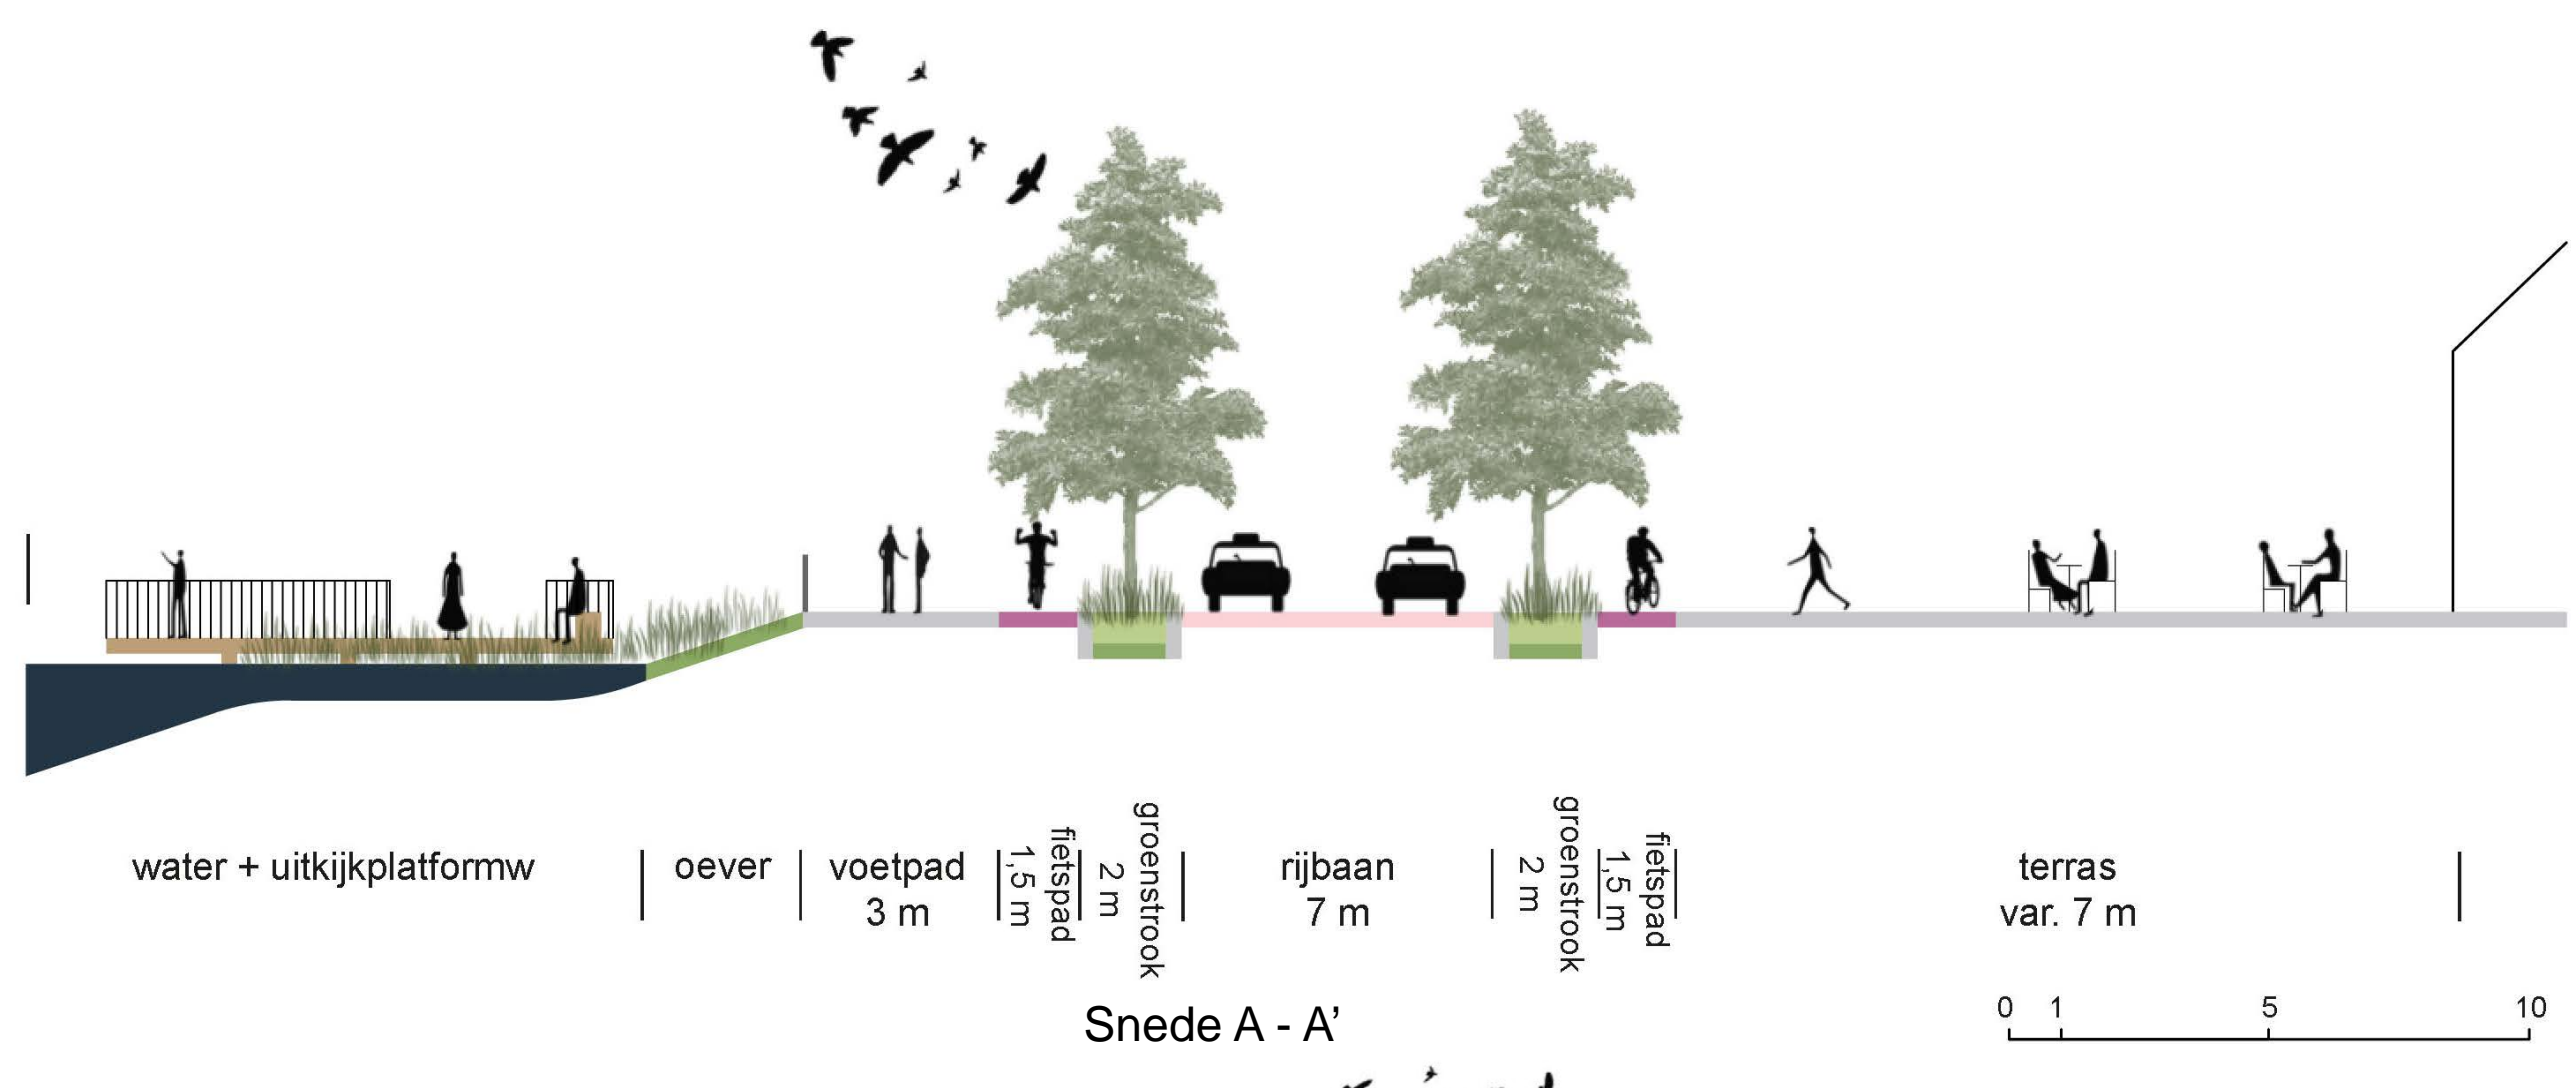 water + uitkijkplatformw
oever
voetpad
3 m
fietspad
1,5 m
groenstrook
2 m
rijbaan
7 m
groenstrook
2 m
fietspad
1,5 m
terras
var. 7 m
Snede A - A’
0 1 5 10